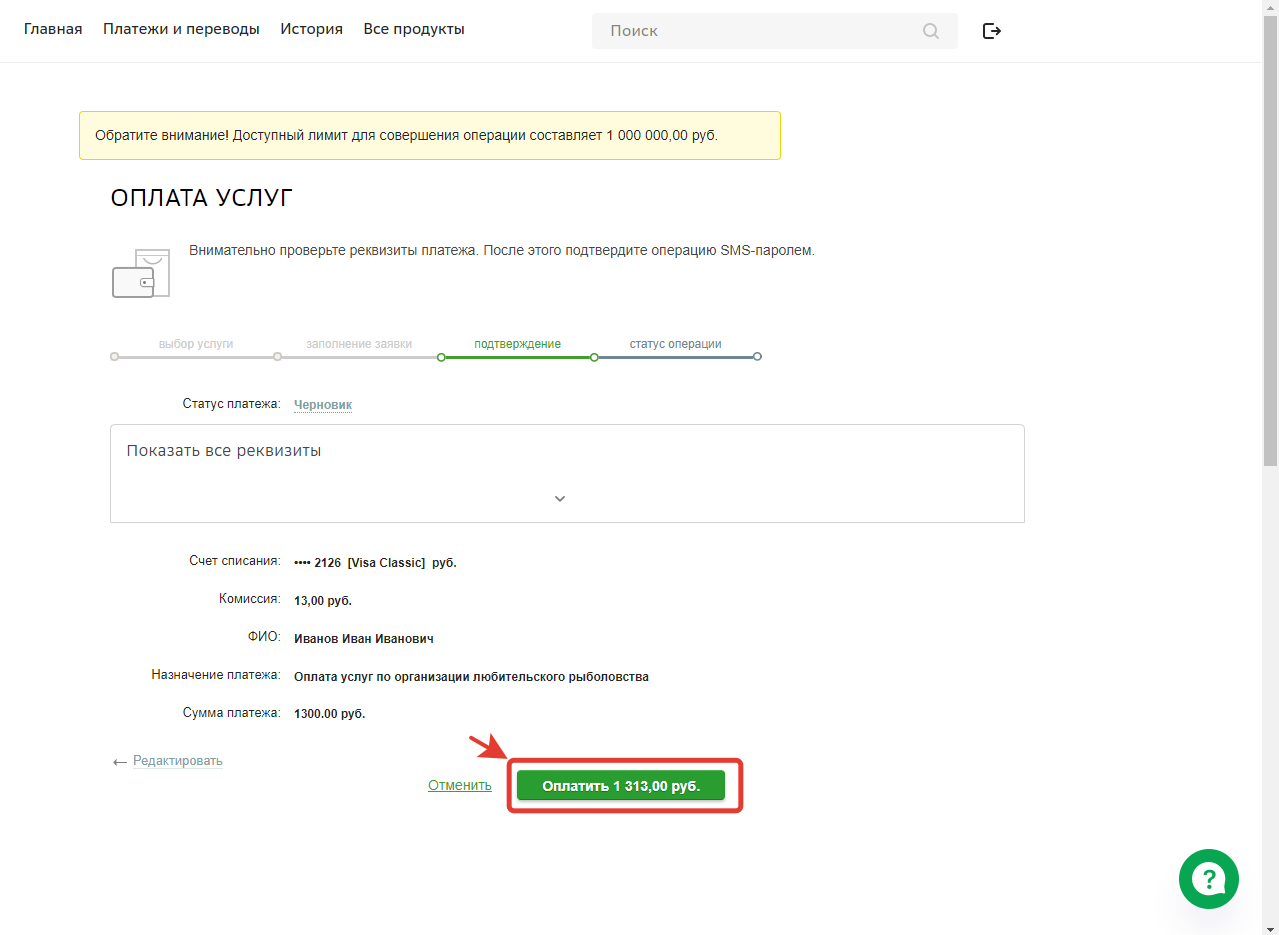 Главная Платежи и переводы История Все продукты Поиск
Обратите внимание! Доступный лимит для совершения операции составляет 1 000 000,00 руб.
ОПЛАТА УСЛУГ
Внимательно проверьте реквизиты платежа. После этого подтвердите операцию SMS-паролем.
выбор услуги заполнение заявки подтверждение статус операции
Статус платежа: Черновик
Показать все реквизиты
Счет списания: •••• 2126 [Visa Classic] руб.
Комиссия: 13,00 руб.
ФИО: Иванов Иван Иванович
Назначение платежа: Оплата услуг по организации любительского рыболовства
Сумма платежа: 1300.00 руб.
← Редактировать
Отменить Оплатить 1 313,00 руб.
?